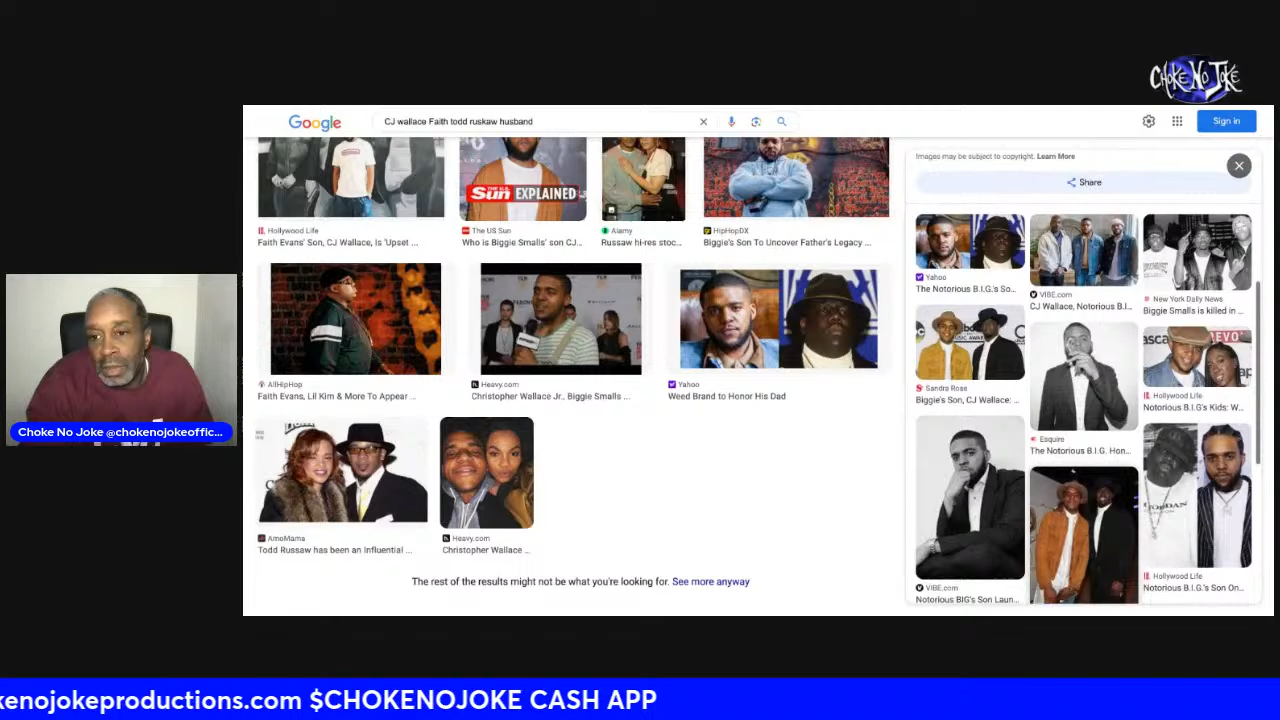 CHOKE NO JOKE
Google
CJ wallace Faith todd ruskaw husband
Sign in
Images may be subject to copyright. Learn More
Share
THE U.S. Sun EXPLAINED
Hollywood Life
Faith Evans' Son, CJ Wallace, Is 'Upset ...
The US Sun
Who is Biggie Smalls' son CJ...
Alamy
Russaw hi-res stoc...
HipHopDX
Biggie's Son To Uncover Father's Legacy ...
AllHipHop
Faith Evans, Lil Kim & More To Appear ...
Heavy.com
Christopher Wallace Jr., Biggie Smalls ...
Yahoo
Weed Brand to Honor His Dad
AmoMama
Todd Russaw has been an Influential ...
Heavy.com
Christopher Wallace ...
The rest of the results might not be what you're looking for. See more anyway
Yahoo
The Notorious B.I.G.'s So...
VIBE.com
CJ Wallace, Notorious B.I...
New York Daily News
Biggie Smalls is killed in ...
Sandra Rose
Biggie's Son, CJ Wallace: ...
Esquire
The Notorious B.I.G. Hon...
Hollywood Life
Notorious B.I.G's Kids: W...
VIBE.com
Notorious BIG's Son Laun...
JORDAN
Hollywood Life
Notorious B.I.G.'s Son On...
Choke No Joke @chokenojokeoffic...
kenojokeproductions.com $CHOKENOJOKE CASH APP